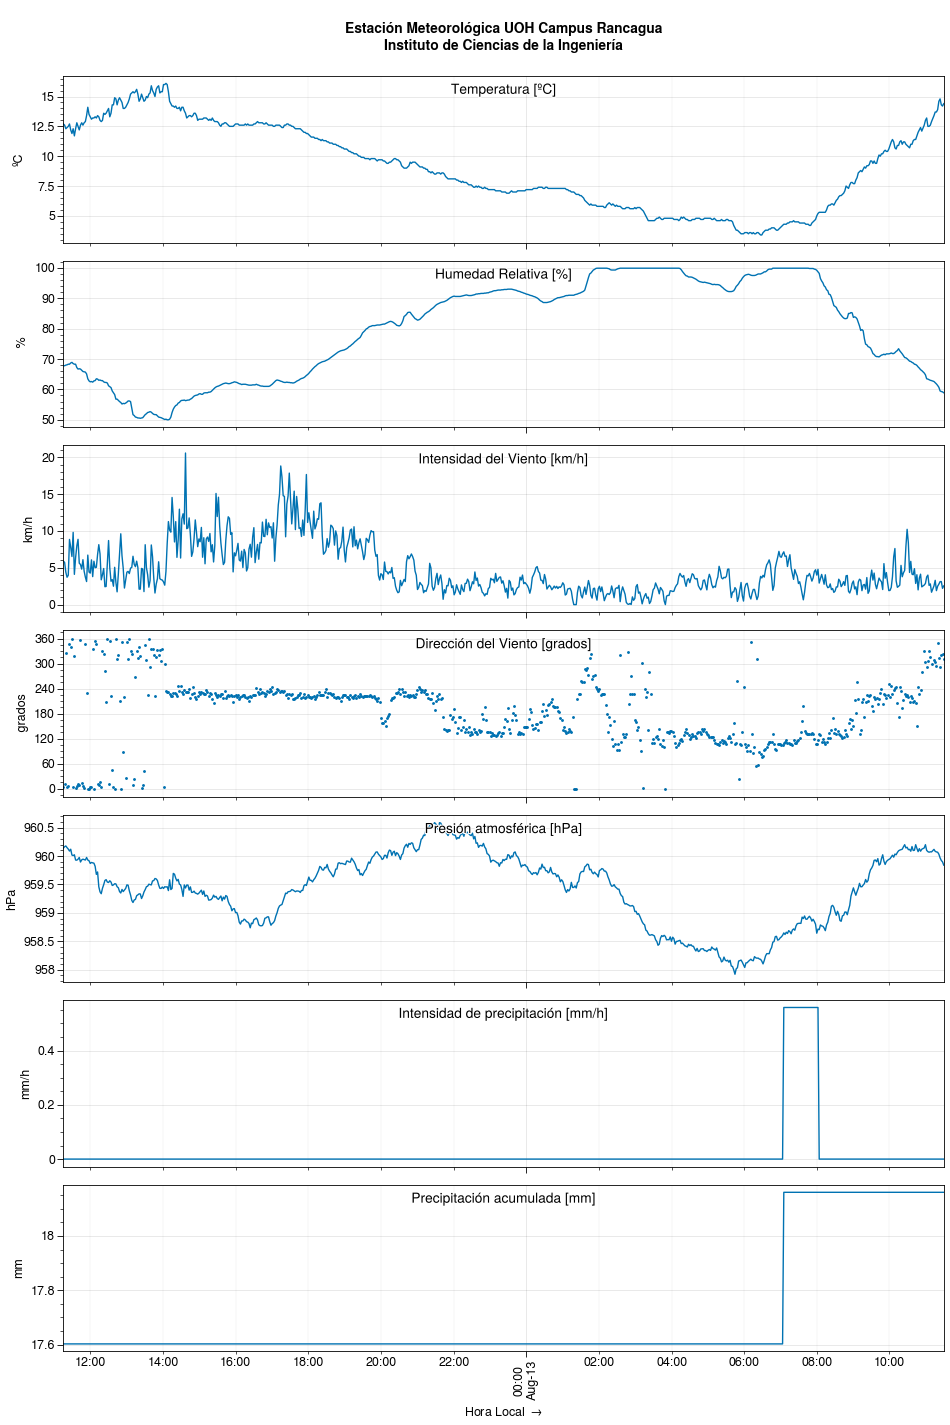 Estación Meteorológica UOH Campus Rancagua
Instituto de Ciencias de la Ingeniería
Temperatura [ºC]
ºC
15
12.5
10
7.5
5
Humedad Relativa [%]
%
100
90
80
70
60
50
Intensidad del Viento [km/h]
km/h
20
15
10
5
0
Dirección del Viento [grados]
grados
360
300
240
180
120
60
0
Presión atmosférica [hPa]
hPa
960.5
960
959.5
959
958.5
958
Intensidad de precipitación [mm/h]
mm/h
0.4
0.2
0
Precipitación acumulada [mm]
mm
18
17.8
17.6
12:00 14:00 16:00 18:00 20:00 22:00 00:00 02:00 04:00 06:00 08:00 10:00
Aug-13
Hora Local →